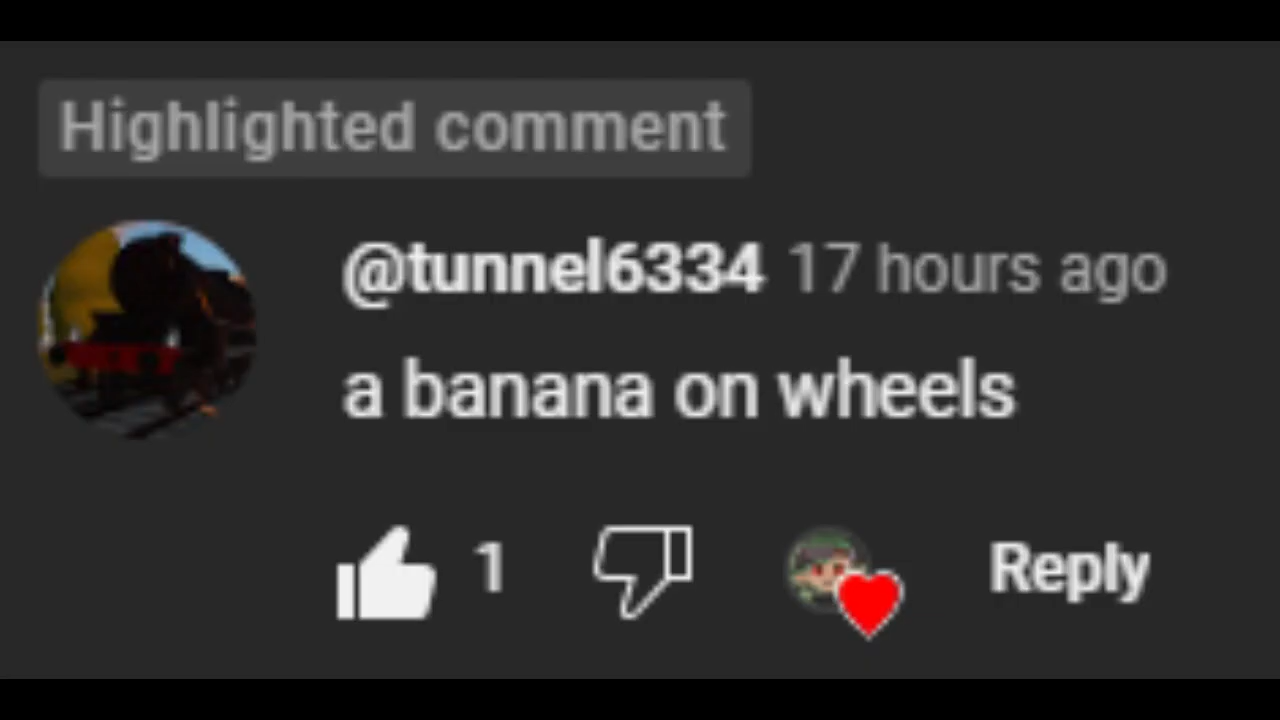 Highlighted comment
@tunnel6334 17 hours ago
a banana on wheels
1 Reply